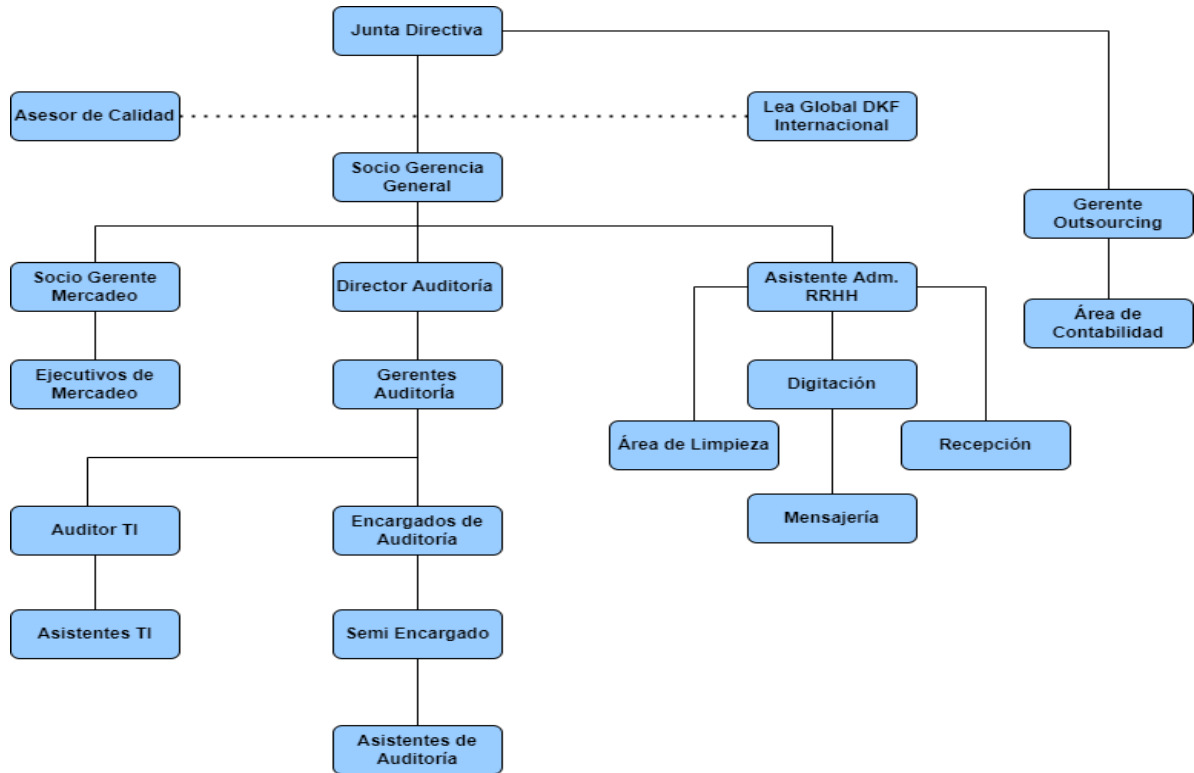 Junta Directiva
Asesor de Calidad
Lea Global DKF
Internacional
Socio Gerencia
General
Gerente
Outsourcing
Socio Gerente
Mercadeo
Director Auditoría
Asistente Adm.
RRHH
Área de
Contabilidad
Ejecutivos de
Mercadeo
Gerentes
AuditorÍa
Digitación
Área de Limpieza
Recepción
Auditor TI
Encargados de
Auditoría
Mensajería
Asistentes TI
Semi Encargado
Asistentes de
Auditoría